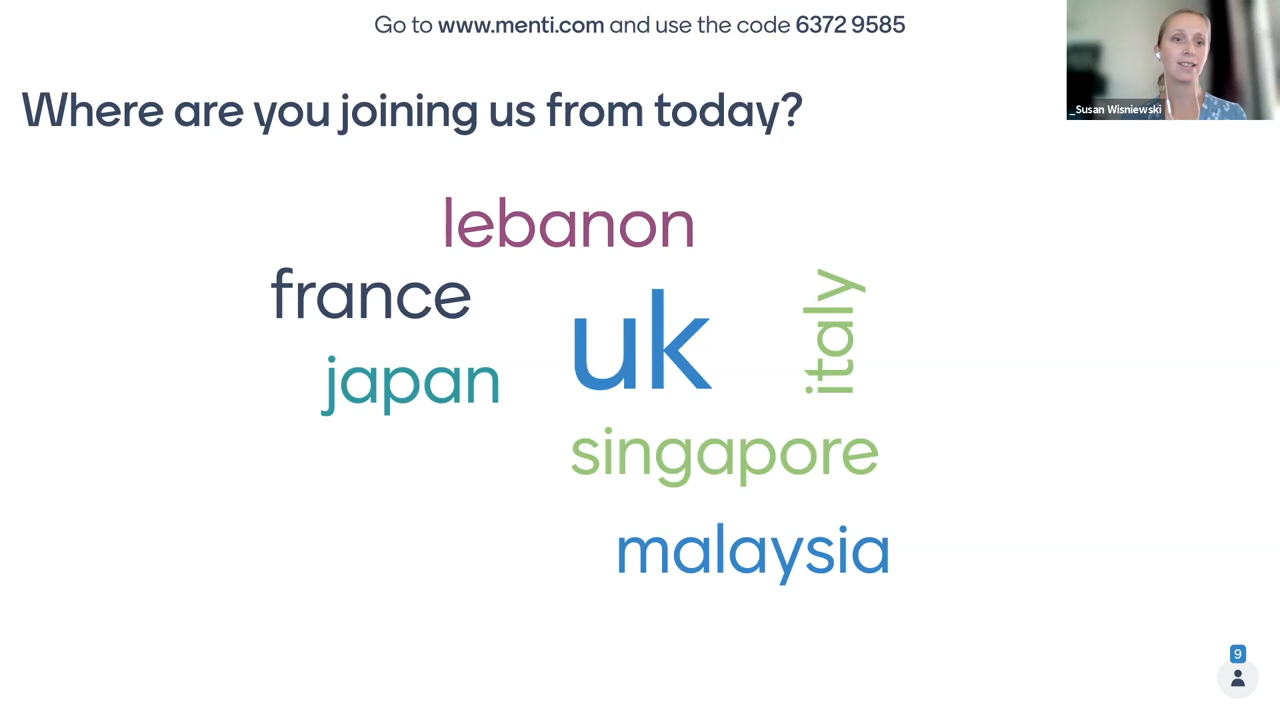 Go to www.menti.com and use the code 6372 9585
_Susan Wisniewski
Where are you joining us from today?
lebanon
france
uk
italy
japan
singapore
malaysia
9